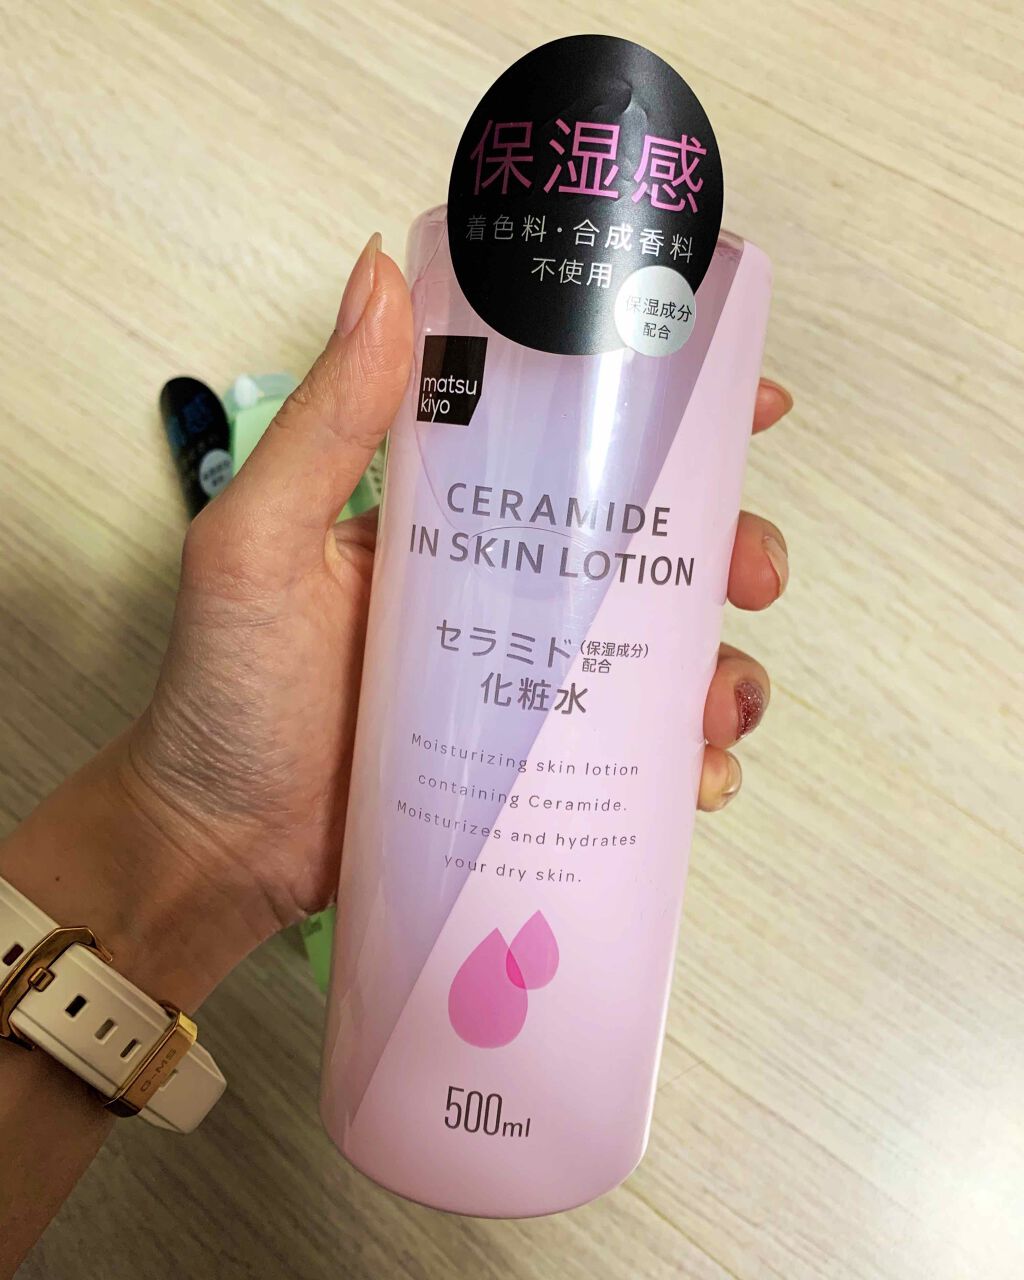 保湿感
着色料・合成香料
不使用
保湿成分
配合
matsu
kiyo
CERAMIDE
IN SKIN LOTION
セラミド(保湿成分)
配合
化粧水
Moisturizing skin lotion
containing Ceramide.
Moisturizes and hydrates
your dry skin.
500ml
G-MS